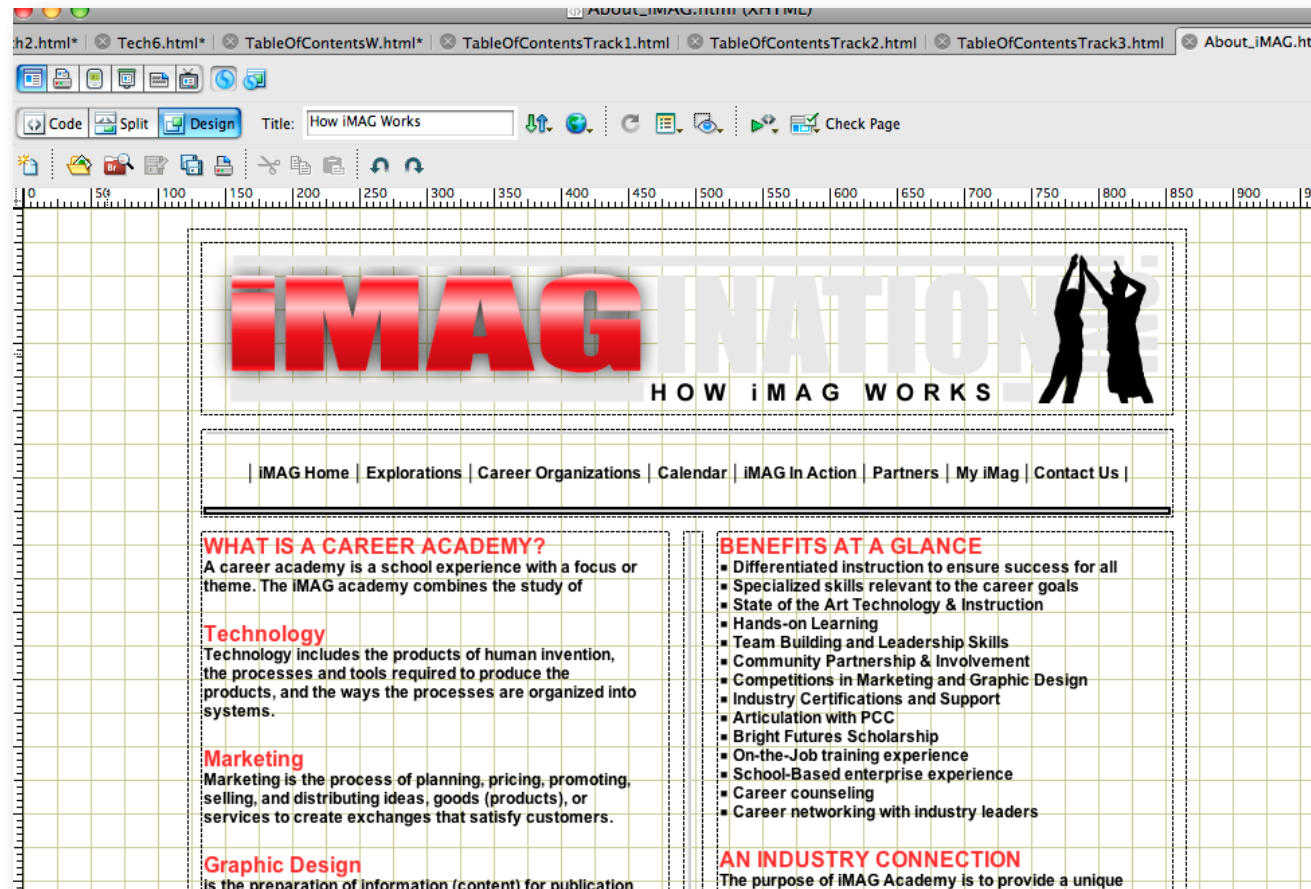 About_iMAG.html (XHTML)
h2.html* Tech6.html* TableOfContentsW.html* TableOfContentsTrack1.html TableOfContentsTrack2.html TableOfContentsTrack3.html About_iMAG.ht
Code Split Design Title: How iMAG Works Check Page
Br
0 50 100 150 200 250 300 350 400 450 500 550 600 650 700 750 800 850 900
iMAGINATION
HOW iMAG WORKS
| iMAG Home | Explorations | Career Organizations | Calendar | iMAG In Action | Partners | My iMag | Contact Us |
WHAT IS A CAREER ACADEMY?
A career academy is a school experience with a focus or
theme. The iMAG academy combines the study of
Technology
Technology includes the products of human invention,
the processes and tools required to produce the
products, and the ways the processes are organized into
systems.
Marketing
Marketing is the process of planning, pricing, promoting,
selling, and distributing ideas, goods (products), or
services to create exchanges that satisfy customers.
Graphic Design
is the preparation of information (content) for publication
BENEFITS AT A GLANCE
▪ Differentiated instruction to ensure success for all
▪ Specialized skills relevant to the career goals
▪ State of the Art Technology & Instruction
▪ Hands-on Learning
▪ Team Building and Leadership Skills
▪ Community Partnership & Involvement
▪ Competitions in Marketing and Graphic Design
▪ Industry Certifications and Support
▪ Articulation with PCC
▪ Bright Futures Scholarship
▪ On-the-Job training experience
▪ School-Based enterprise experience
▪ Career counseling
▪ Career networking with industry leaders
AN INDUSTRY CONNECTION
The purpose of iMAG Academy is to provide a unique